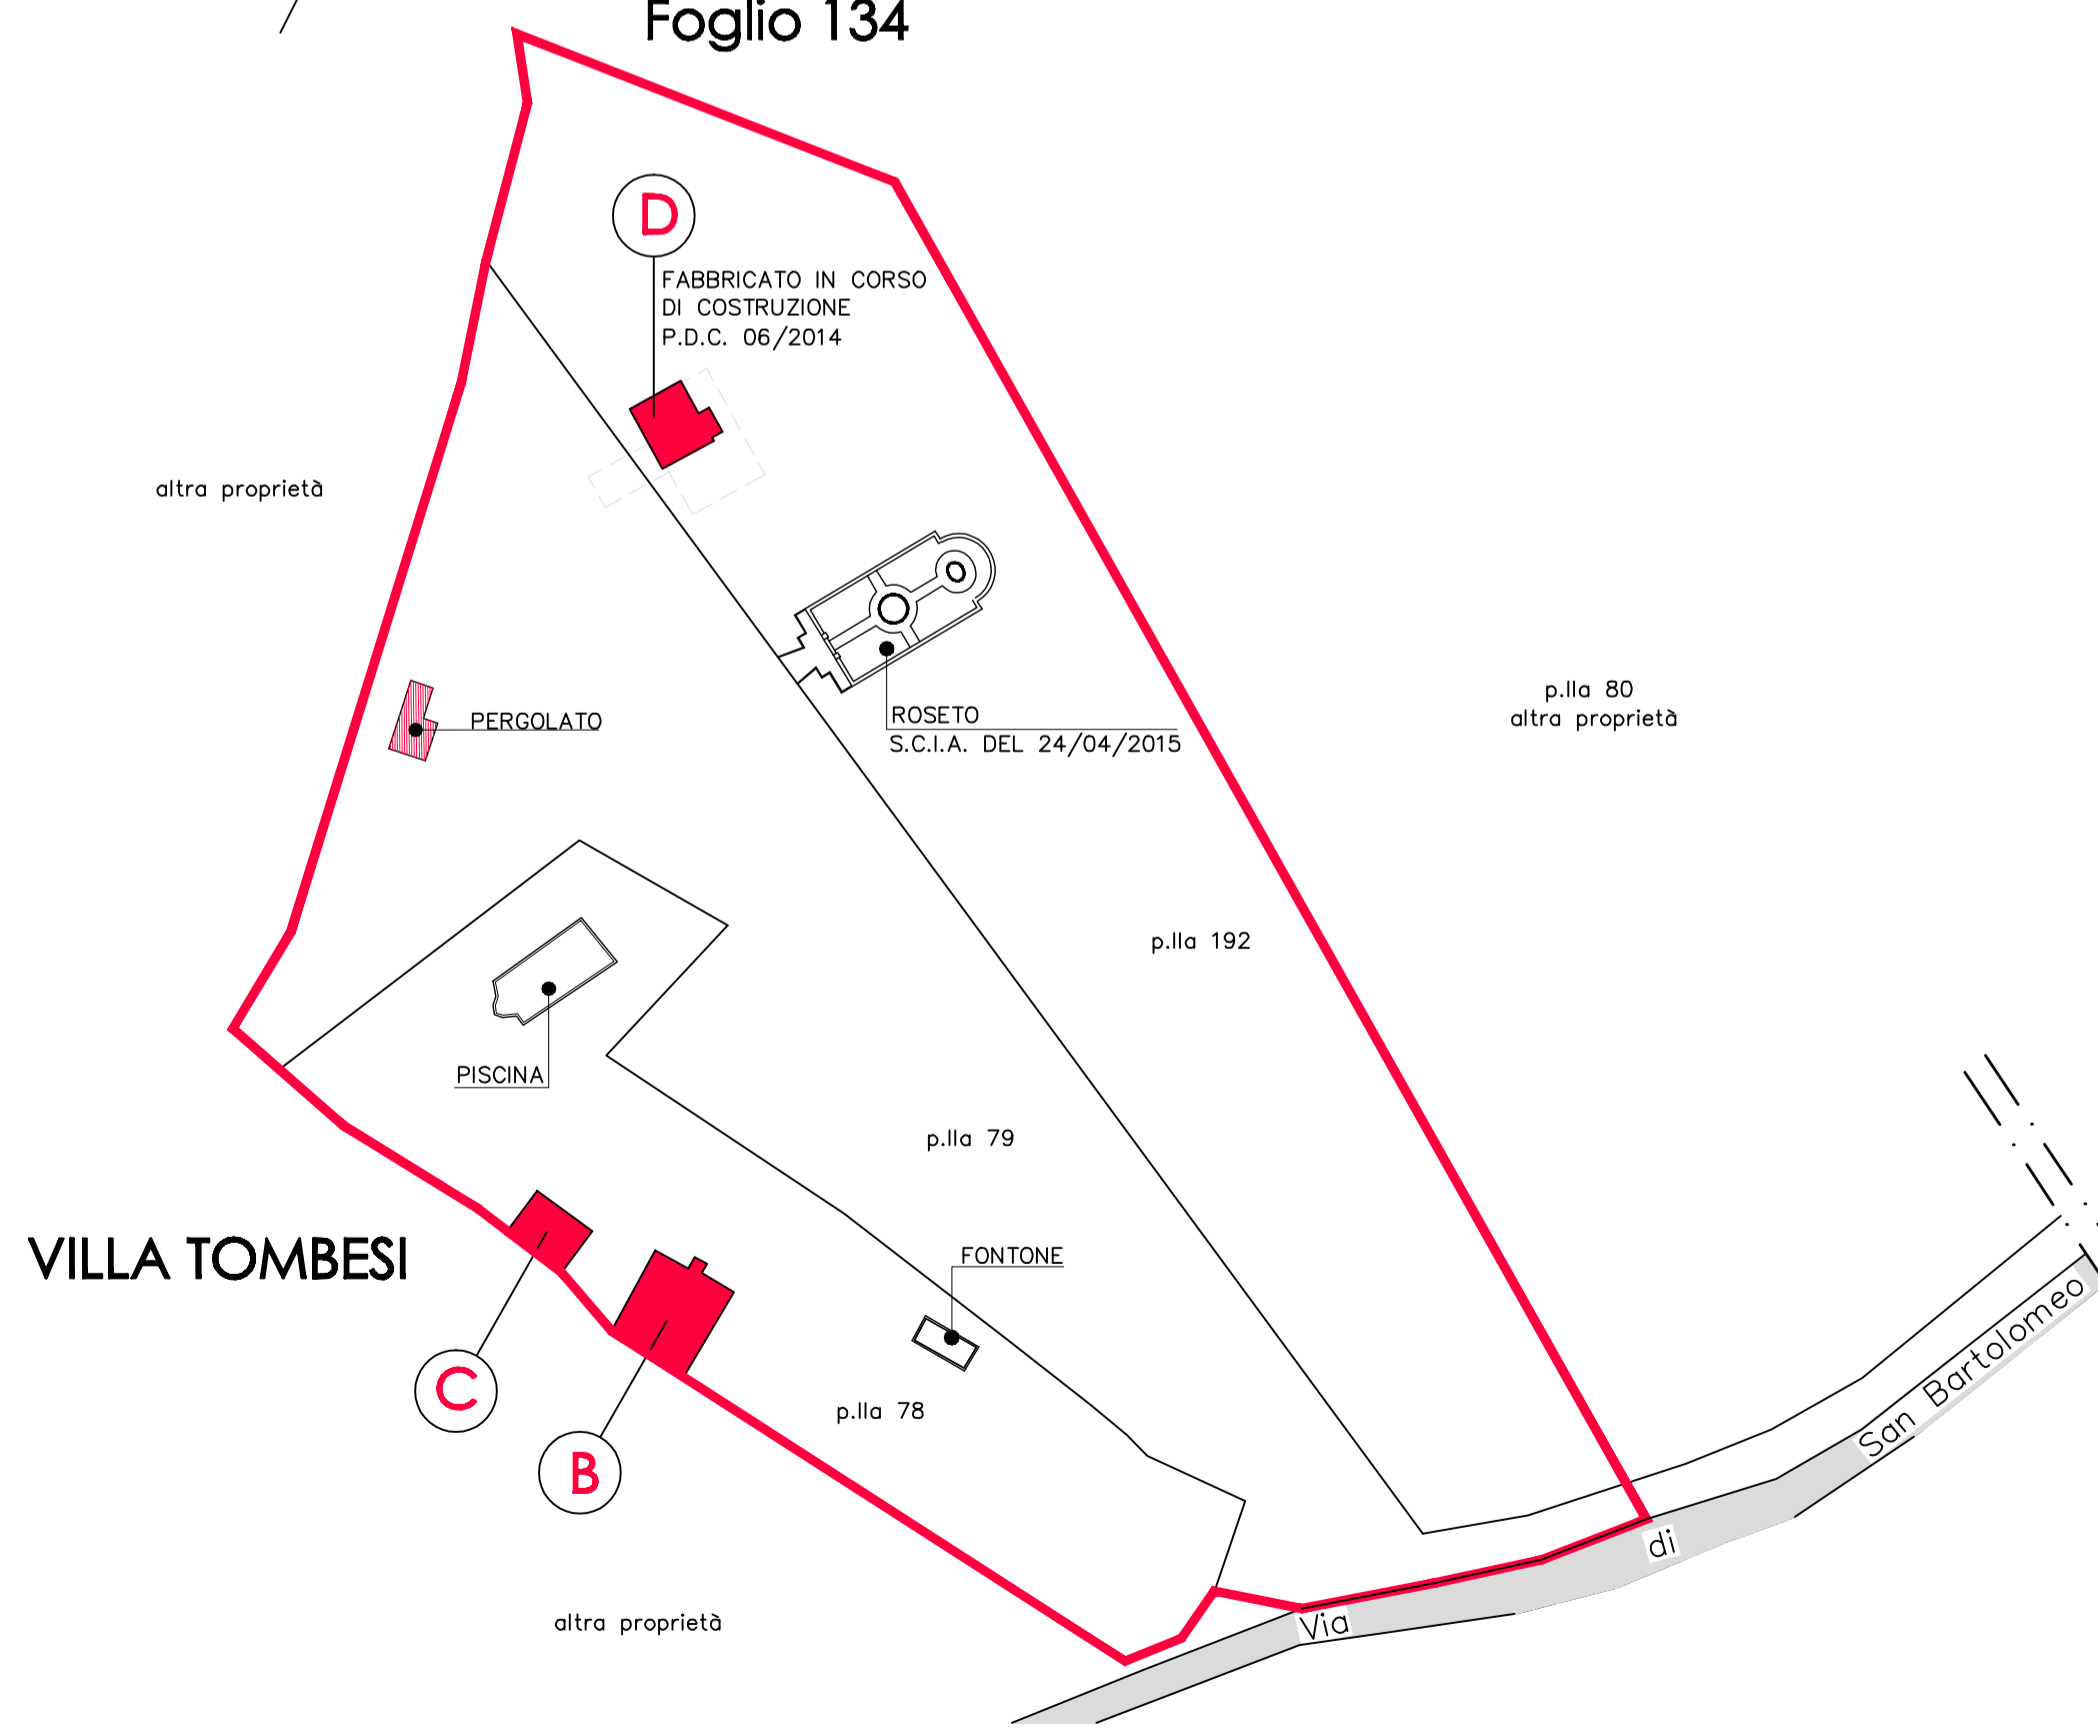 Foglio 134
D
FABBRICATO IN CORSO
DI COSTRUZIONE
P.D.C. 06/2014
altra proprietà
PERGOLATO
ROSETO
S.C.I.A. DEL 24/04/2015
p.lla 80
altra proprietà
p.lla 192
PISCINA
p.lla 79
VILLA TOMBESI
FONTONE
C
p.lla 78
B
altra proprietà
Via di San Bartolomeo